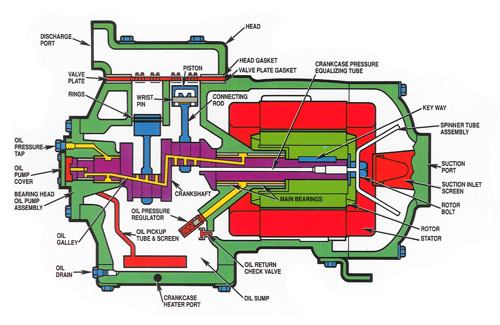 DISCHARGE
PORT
HEAD
VALVE
PLATE
PISTON
HEAD GASKET
VALVE PLATE GASKET
CRANKCASE PRESSURE
EQUALIZING TUBE
RINGS
WRIST
PIN
CONNECTING
ROD
KEY WAY
SPINNER TUBE
ASSEMBLY
OIL
PRESSURE
TAP
OIL
PUMP
COVER
SUCTION
PORT
BEARING HEAD
OIL PUMP
ASSEMBLY
CRANKSHAFT
SUCTION INLET
SCREEN
MAIN BEARINGS
OIL PRESSURE
REGULATOR
ROTOR
BOLT
OIL
GALLEY
OIL PICKUP
TUBE & SCREEN
ROTOR
STATOR
OIL RETURN
CHECK VALVE
OIL
DRAIN
CRANKCASE
HEATER PORT
OIL SUMP